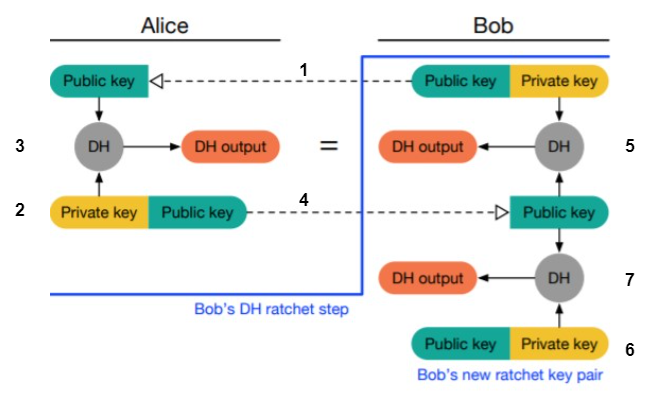 Alice Bob
1
Public key Public key Private key
3 DH DH output = DH output DH 5
2 Private key Public key 4 Public key
DH output DH 7
Bob's DH ratchet step
Public key Private key 6
Bob's new ratchet key pair